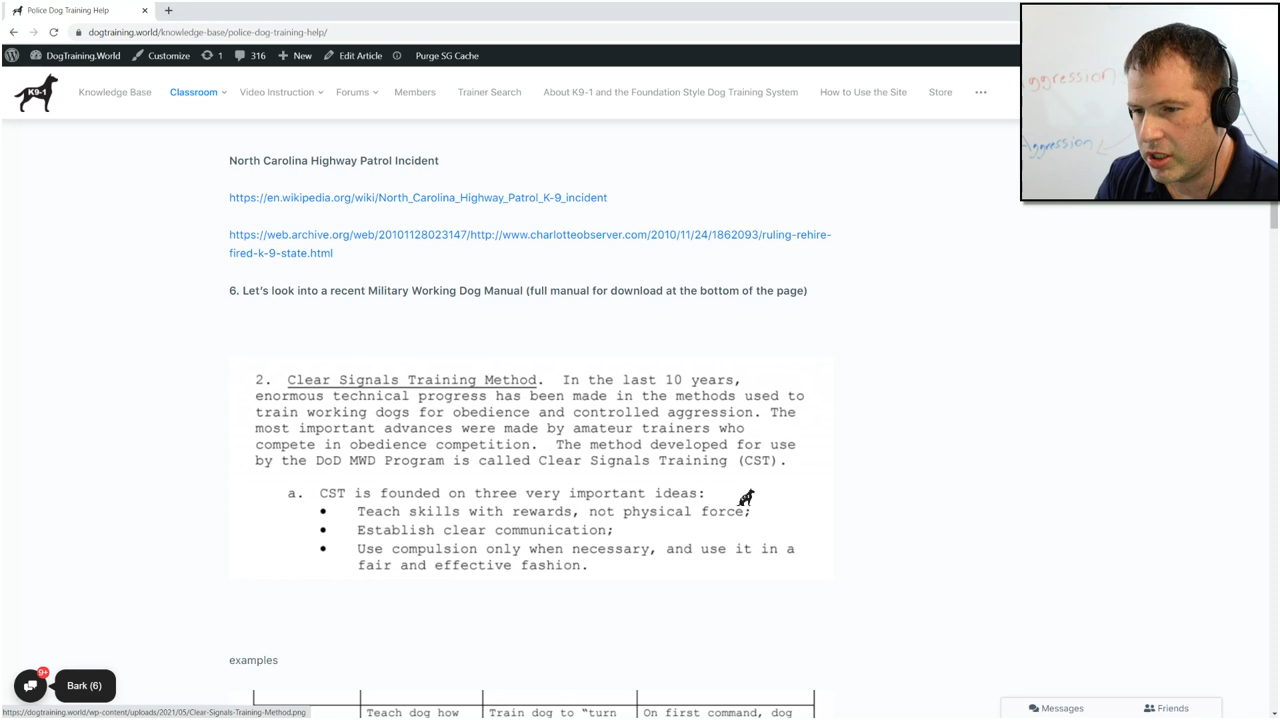 Police Dog Training Help
dogtraining.world/knowledge-base/police-dog-training-help/
DogTraining.World Customize 1 316 New Edit Article Purge SG Cache
K9-1
Knowledge Base Classroom Video Instruction Forums Members Trainer Search About K9-1 and the Foundation Style Dog Training System How to Use the Site Store
Aggression
Aggression
North Carolina Highway Patrol Incident
https://en.wikipedia.org/wiki/North_Carolina_Highway_Patrol_K-9_incident
https://web.archive.org/web/20101128023147/http://www.charlotteobserver.com/2010/11/24/1862093/ruling-rehire-
fired-k-9-state.html
6. Let's look into a recent Military Working Dog Manual (full manual for download at the bottom of the page)
2. Clear Signals Training Method. In the last 10 years,
enormous technical progress has been made in the methods used to
train working dogs for obedience and controlled aggression. The
most important advances were made by amateur trainers who
compete in obedience competition. The method developed for use
by the DoD MWD Program is called Clear Signals Training (CST).
a. CST is founded on three very important ideas:
• Teach skills with rewards, not physical force;
• Establish clear communication;
• Use compulsion only when necessary, and use it in a
fair and effective fashion.
examples
9+
Bark (6)
Teach dog how Train dog to "turn On first command, dog
https://dogtraining.world/wp-content/uploads/2021/05/Clear-Signals-Training-Method.png
Messages Friends